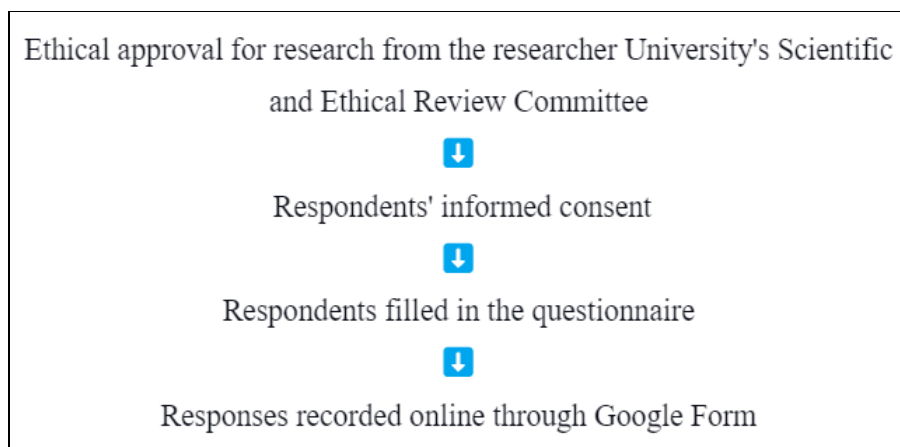 Ethical approval for research from the researcher University's Scientific
and Ethical Review Committee
Respondents' informed consent
Respondents filled in the questionnaire
Responses recorded online through Google Form